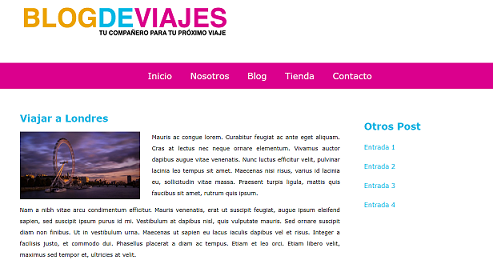 BLOGDEVIAJES
TU COMPAÑERO PARA TU PRÓXIMO VIAJE
Inicio Nosotros Blog Tienda Contacto
Viajar a Londres
Mauris ac congue lorem. Curabitur feugiat ac ante eget aliquam.
Cras at lectus nec neque ornare elementum. Vivamus auctor
dapibus augue vitae venenatis. Nunc luctus efficitur velit, pulvinar
lacinia leo tempus sit amet. Maecenas nisi risus, varius id lacinia
eu, sollicitudin vitae massa. Praesent turpis ligula, mattis quis
faucibus sit amet, rutrum quis ipsum.
Nam a nibh vitae arcu condimentum efficitur. Mauris venenatis, erat ut suscipit feugiat, augue ipsum eleifend
sapien, sed suscipit ipsum purus id mi. Vestibulum at dapibus nisl, quis vulputate mauris. Sed ornare suscipit
diam non finibus. Ut in vestibulum urna. Maecenas ut sapien eu lacus iaculis dapibus vel et risus. Integer a
facilisis justo, et commodo dui. Phasellus placerat a diam ac tempus. Etiam et leo orci. Etiam libero velit,
maximus sed tempor et, ultricies at velit.
Otros Post
Entrada 1
Entrada 2
Entrada 3
Entrada 4